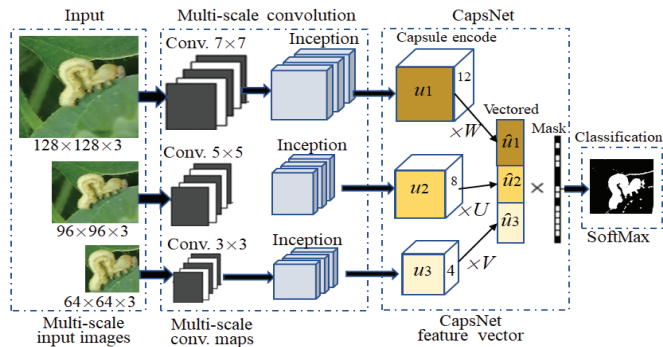 Input
Multi-scale convolution
CapsNet
Conv. 7×7
Inception
Capsule encode
128×128×3
u1
12
×W
Vectored
û1
û2
û3
Mask
×
Classification
SoftMax
Conv. 5×5
Inception
96×96×3
u2
8
×U
Conv. 3×3
Inception
64×64×3
u3
4
×V
Multi-scale
input images
Multi-scale
conv. maps
CapsNet
feature vector